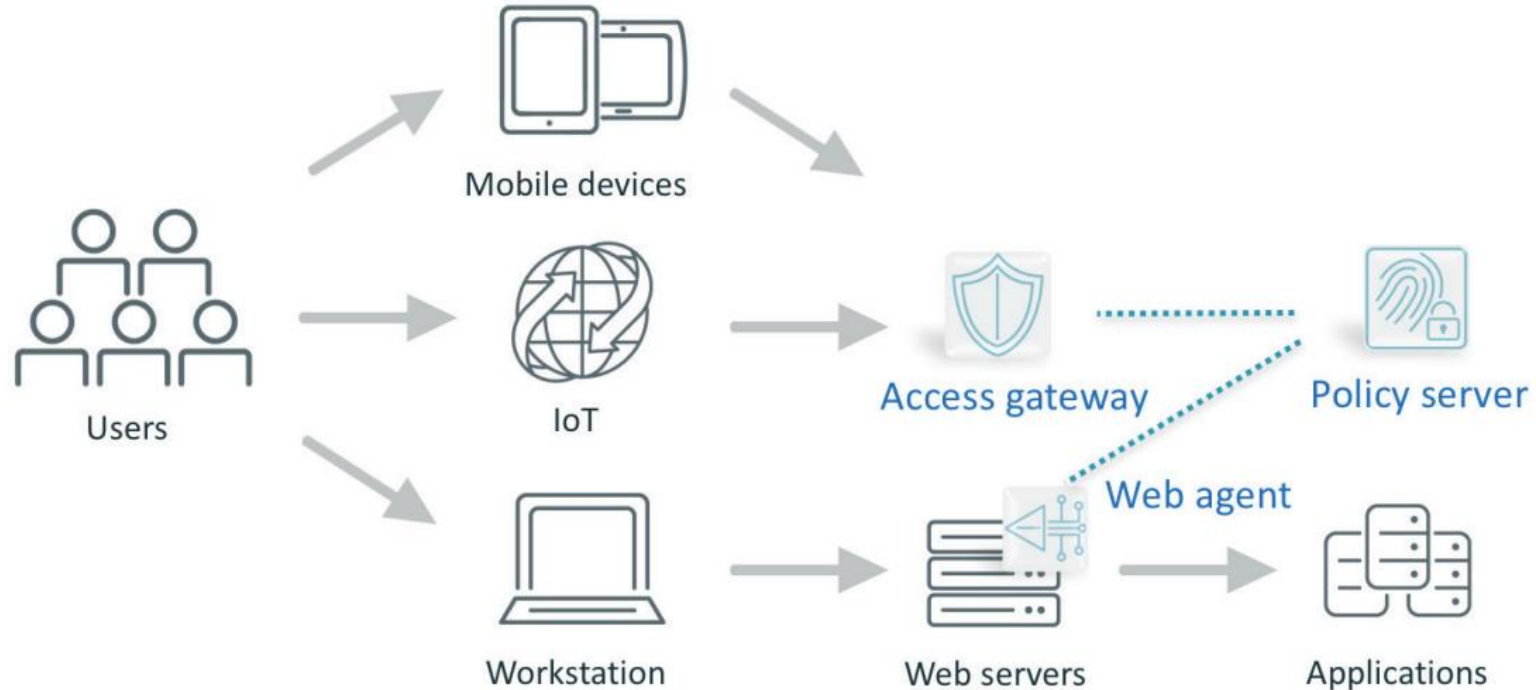 Mobile devices
Users
IoT
Access gateway
Policy server
Web agent
Workstation
Web servers
Applications